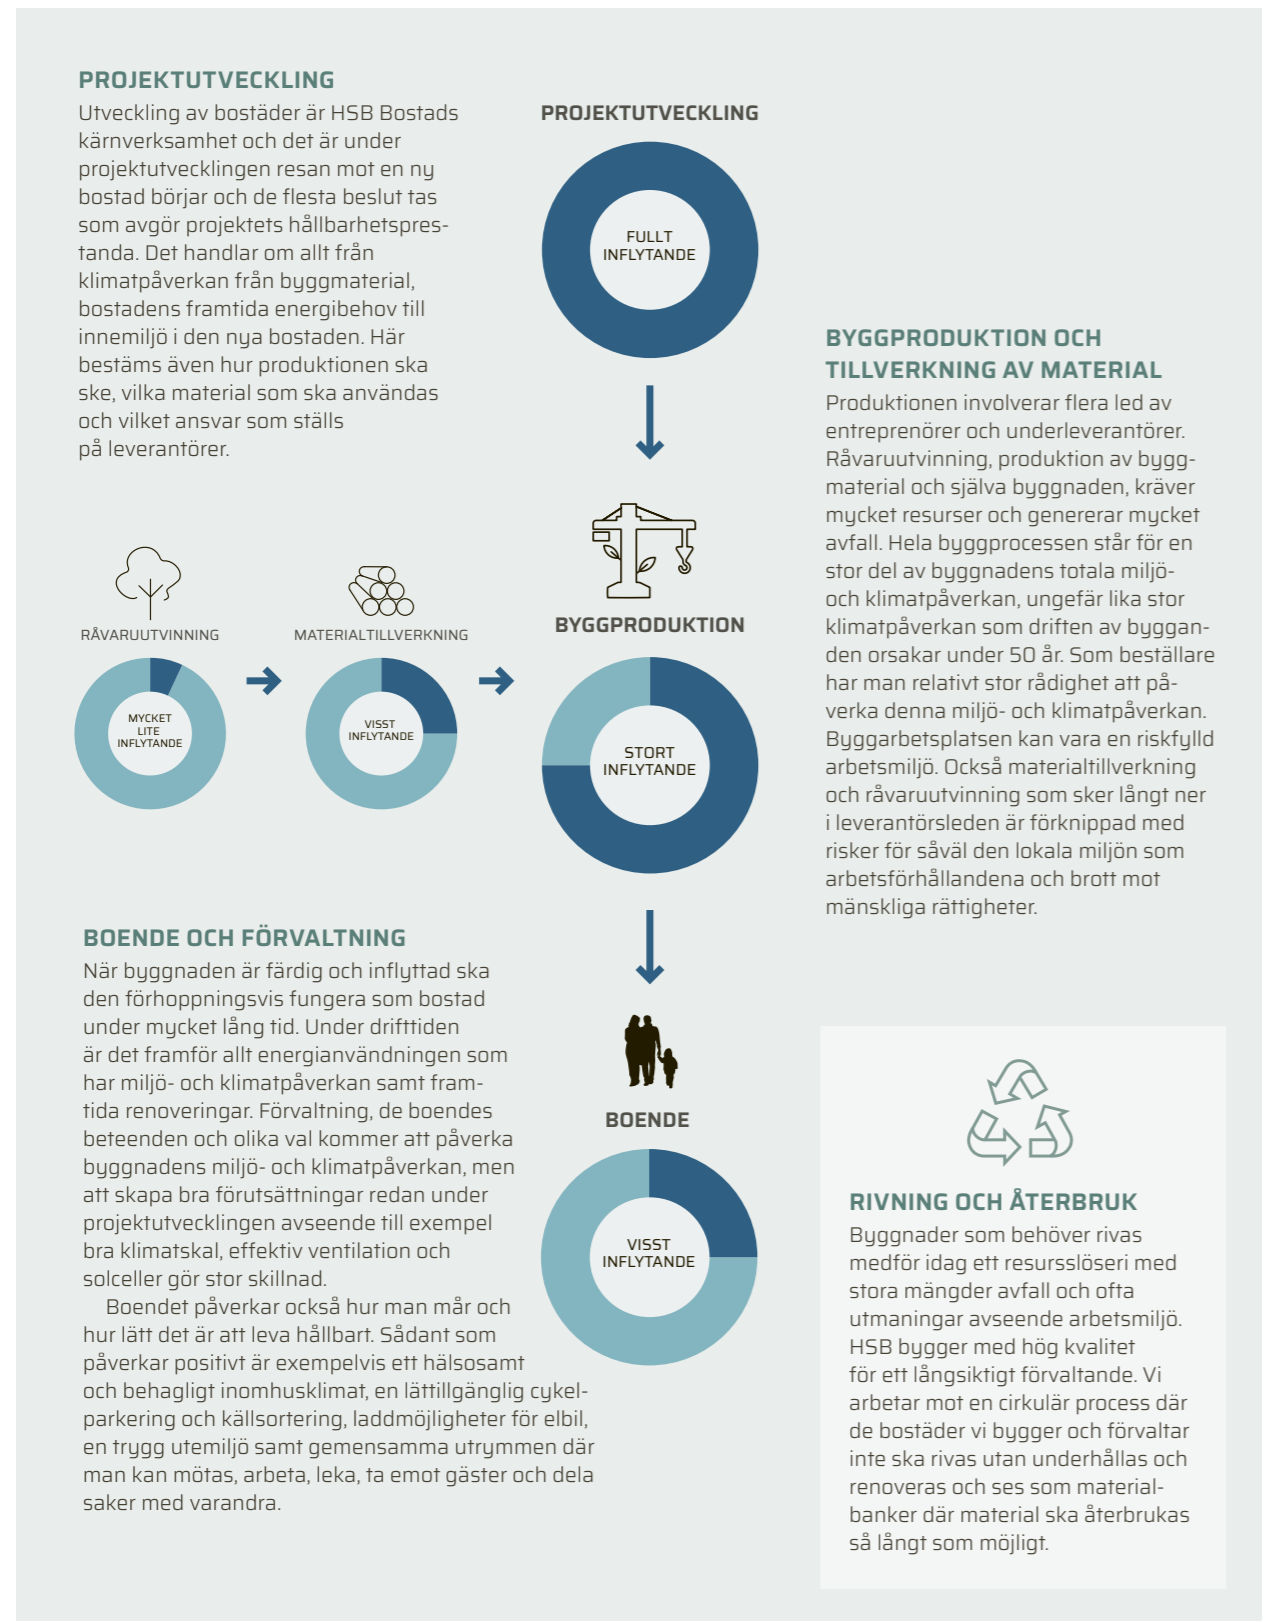 PROJEKTUTVECKLING
Utveckling av bostäder är HSB Bostads
kärnverksamhet och det är under
projektutvecklingen resan mot en ny
bostad börjar och de flesta beslut tas
som avgör projektets hållbarhetspres-
tanda. Det handlar om allt från
klimatpåverkan från byggmaterial,
bostadens framtida energibehov till
innemiljö i den nya bostaden. Här
bestäms även hur produktionen ska
ske, vilka material som ska användas
och vilket ansvar som ställs
på leverantörer.
PROJEKTUTVECKLING
FULLT
INFLYTANDE
BYGGPRODUKTION OCH
TILLVERKNING AV MATERIAL
Produktionen involverar flera led av
entreprenörer och underleverantörer.
Råvaruutvinning, produktion av bygg-
material och själva byggnaden, kräver
mycket resurser och genererar mycket
avfall. Hela byggprocessen står för en
stor del av byggnadens totala miljö-
och klimatpåverkan, ungefär lika stor
klimatpåverkan som driften av byggan-
den orsakar under 50 år. Som beställare
har man relativt stor rådighet att på-
verka denna miljö- och klimatpåverkan.
Byggarbetsplatsen kan vara en riskfylld
arbetsmiljö. Också materialtillverkning
och råvaruutvinning som sker långt ner
i leverantörsleden är förknippad med
risker för såväl den lokala miljön som
arbetsförhållandena och brott mot
mänskliga rättigheter.
RÅVARUUTVINNING
MYCKET
LITE
INFLYTANDE
MATERIALTILLVERKNING
VISST
INFLYTANDE
BYGGPRODUKTION
STORT
INFLYTANDE
BOENDE OCH FÖRVALTNING
När byggnaden är färdig och inflyttad ska
den förhoppningsvis fungera som bostad
under mycket lång tid. Under drifttiden
är det framför allt energianvändningen som
har miljö- och klimatpåverkan samt fram-
tida renoveringar. Förvaltning, de boendes
beteenden och olika val kommer att påverka
byggnadens miljö- och klimatpåverkan, men
att skapa bra förutsättningar redan under
projektutvecklingen avseende till exempel
bra klimatskal, effektiv ventilation och
solceller gör stor skillnad.
Boendet påverkar också hur man mår och
hur lätt det är att leva hållbart. Sådant som
påverkar positivt är exempelvis ett hälsosamt
och behagligt inomhusklimat, en lättillgänglig cykel-
parkering och källsortering, laddmöjligheter för elbil,
en trygg utemiljö samt gemensamma utrymmen där
man kan mötas, arbeta, leka, ta emot gäster och dela
saker med varandra.
BOENDE
VISST
INFLYTANDE
RIVNING OCH ÅTERBRUK
Byggnader som behöver rivas
medför idag ett resursslöseri med
stora mängder avfall och ofta
utmaningar avseende arbetsmiljö.
HSB bygger med hög kvalitet
för ett långsiktigt förvaltande. Vi
arbetar mot en cirkulär process där
de bostäder vi bygger och förvaltar
inte ska rivas utan underhållas och
renoveras och ses som material-
banker där material ska återbrukas
så långt som möjligt.